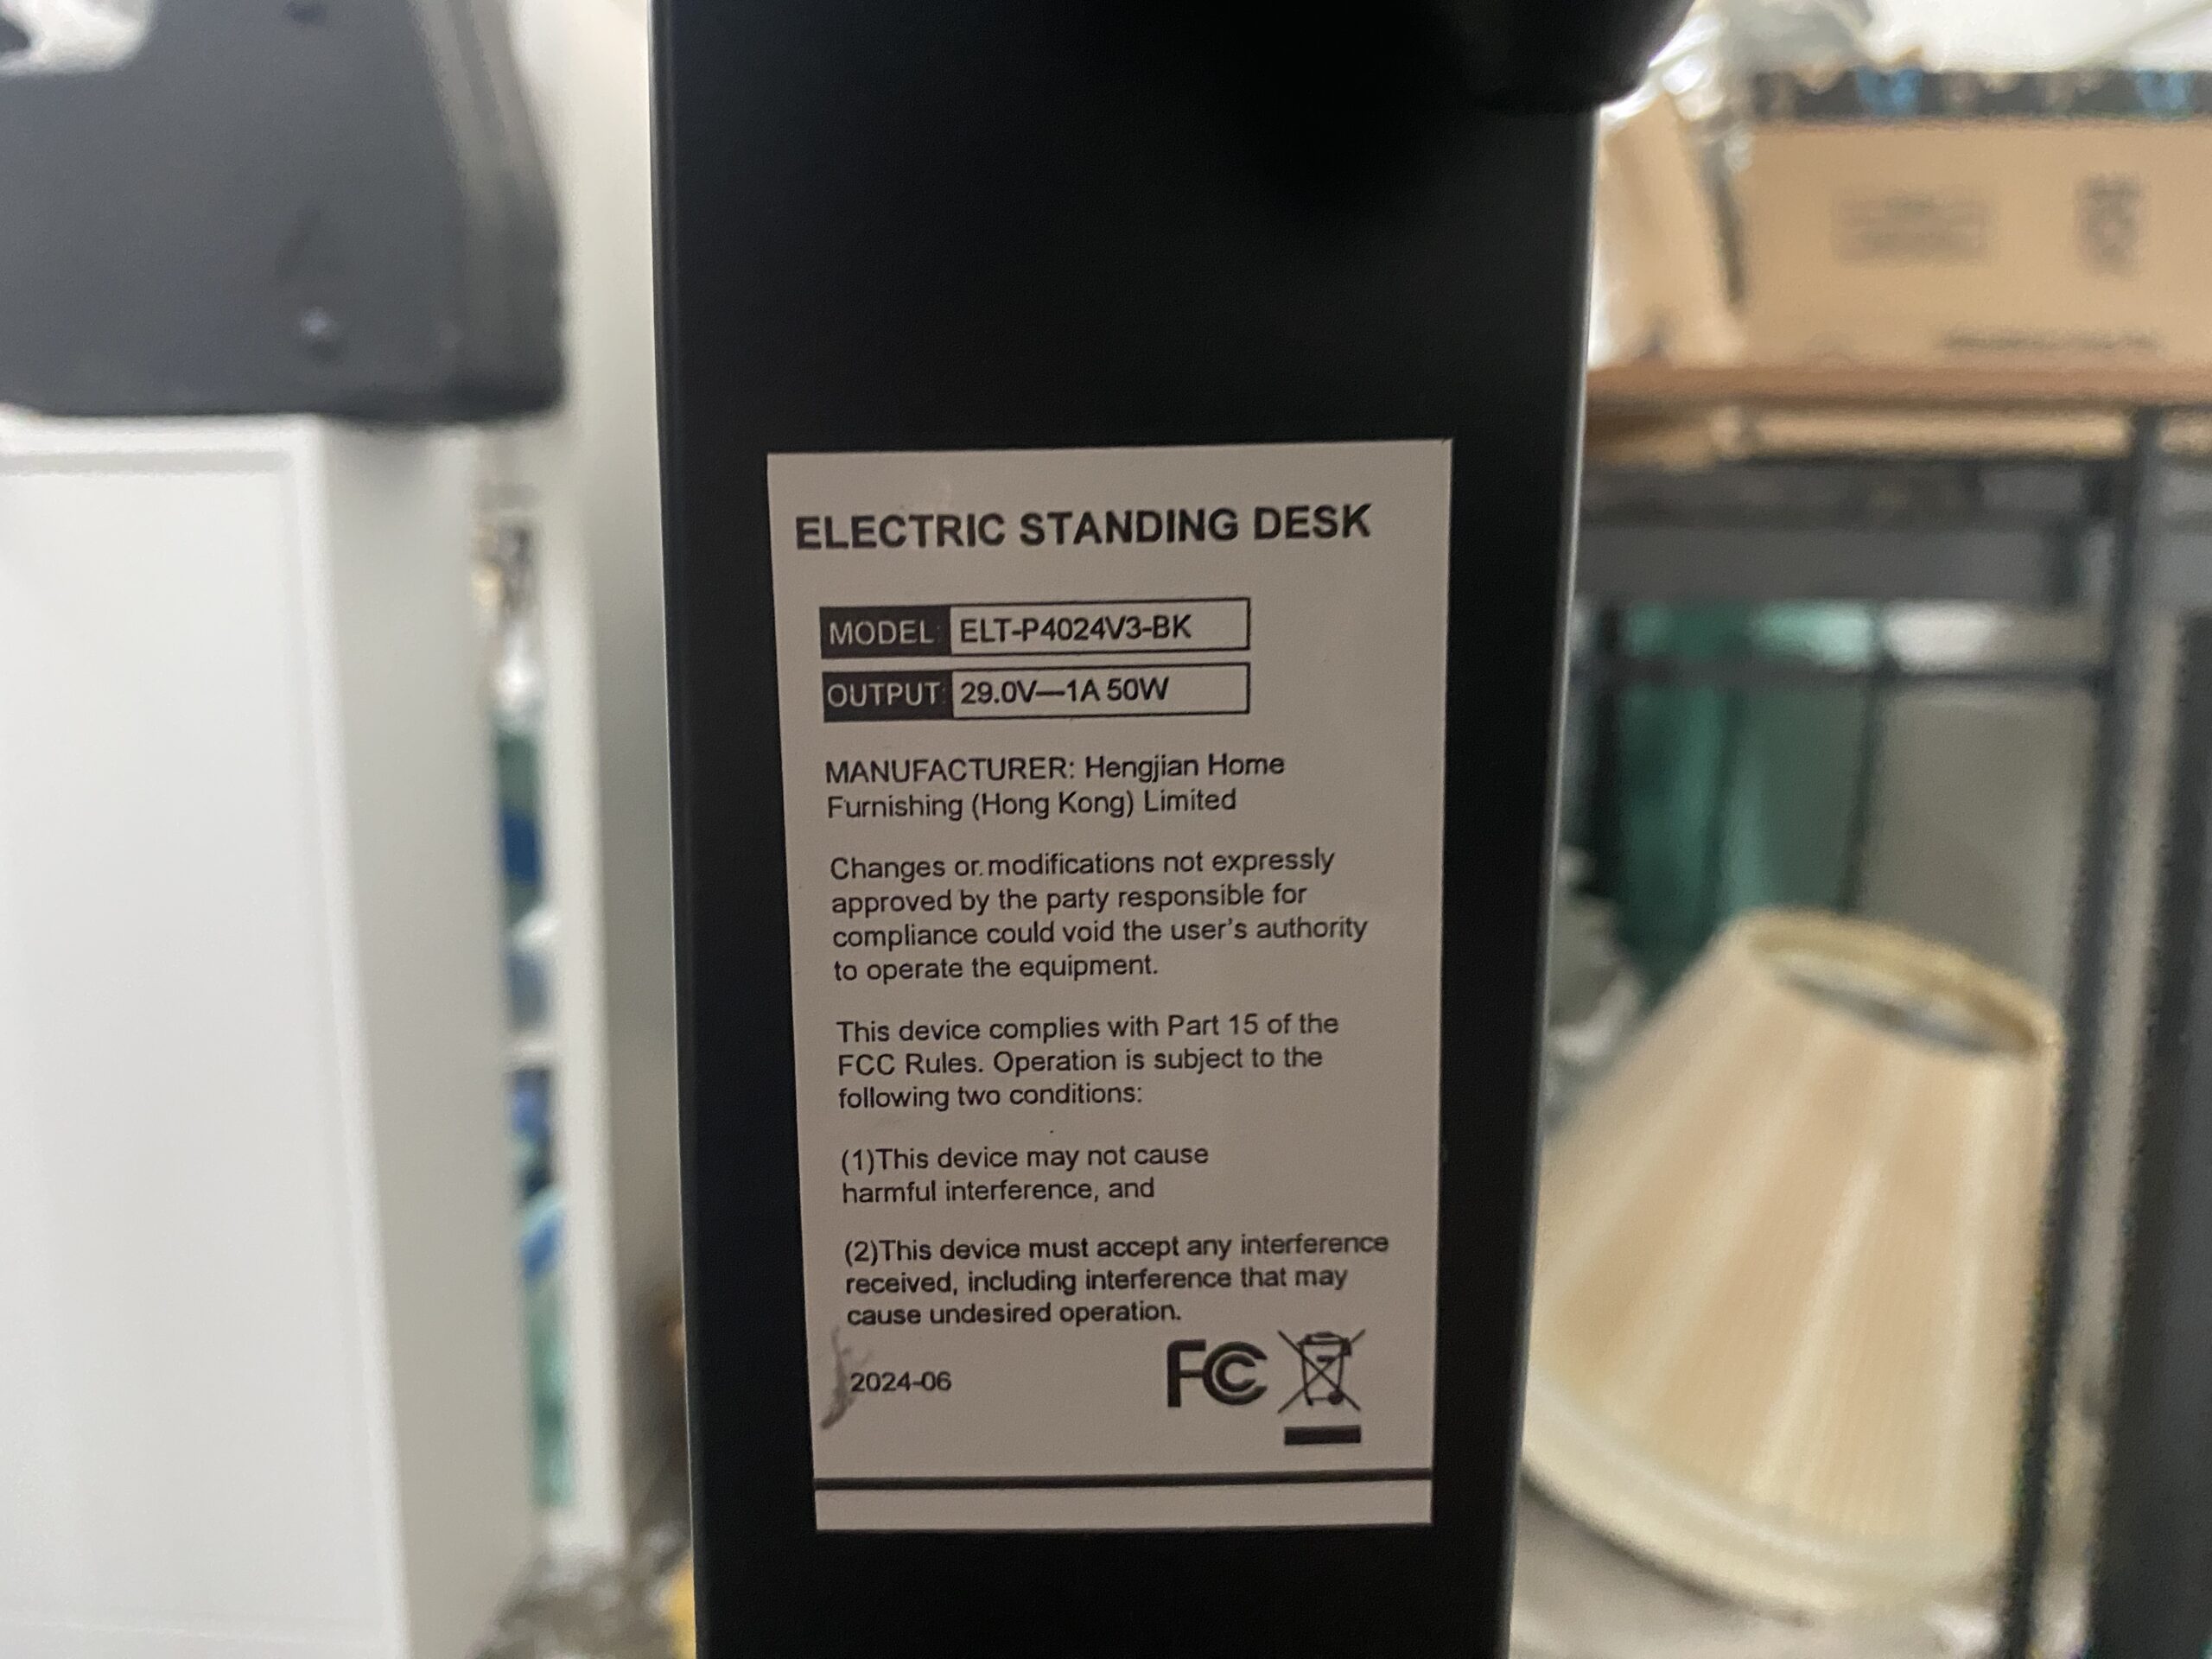 ELECTRIC STANDING DESK
MODEL: ELT-P4024V3-BK
OUTPUT: 29.0V—1A 50W
MANUFACTURER: Hengjian Home
Furnishing (Hong Kong) Limited
Changes or modifications not expressly
approved by the party responsible for
compliance could void the user's authority
to operate the equipment.
This device complies with Part 15 of the
FCC Rules. Operation is subject to the
following two conditions:
(1)This device may not cause
harmful interference, and
(2)This device must accept any interference
received, including interference that may
cause undesired operation.
2024-06
FC